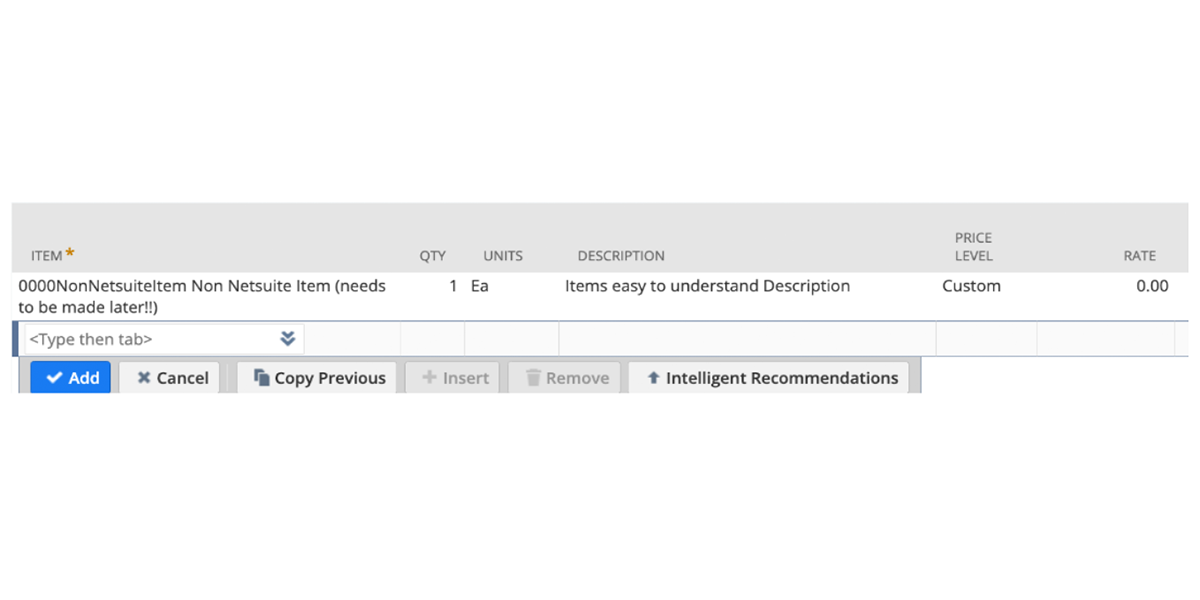 PRICE
ITEM* QTY UNITS DESCRIPTION LEVEL RATE
0000NonNetsuiteItem Non Netsuite Item (needs 1 Ea Items easy to understand Description Custom 0.00
to be made later!!)
<Type then tab>
Add Cancel Copy Previous Insert Remove Intelligent Recommendations